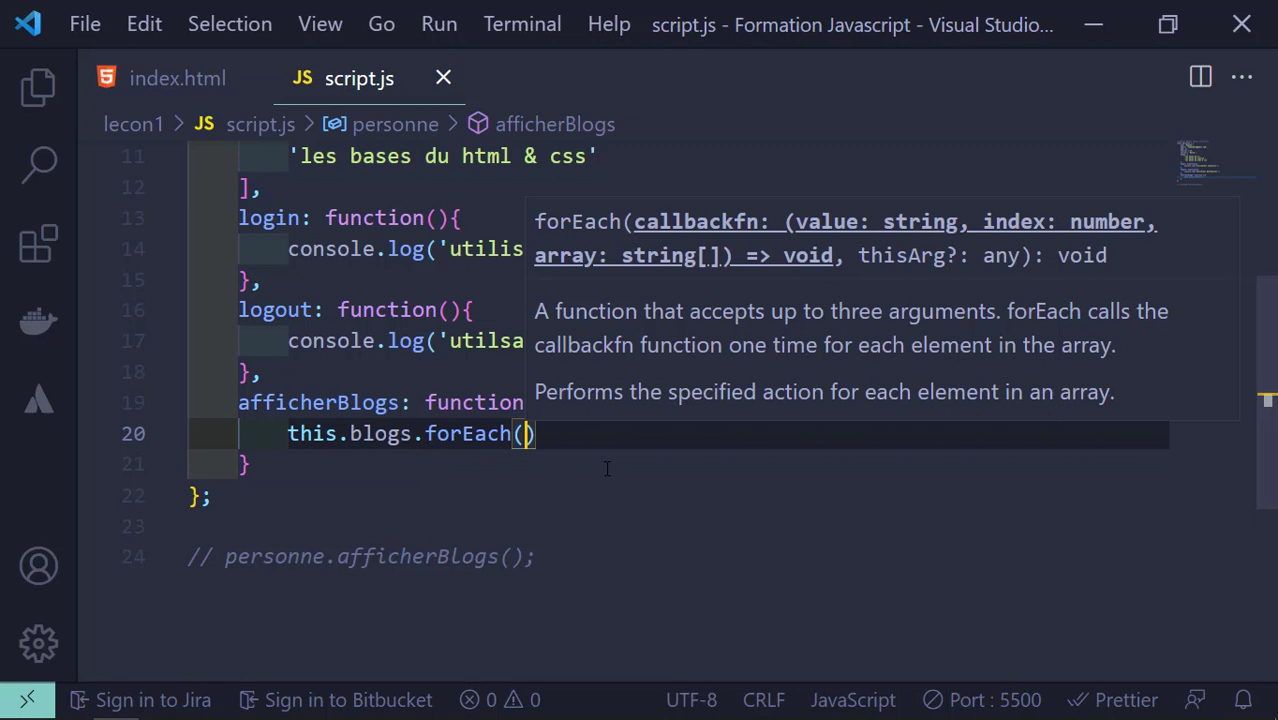 File Edit Selection View Go Run Terminal Help script.js - Formation Javascript - Visual Studio...
index.html JS script.js
lecon1 > JS script.js > personne > afficherBlogs
11 'les bases du html & css'
12 ],
13 login: function(){
14 console.log('utilis
15 },
16 logout: function(){
17 console.log('utilsa
18 },
19 afficherBlogs: function
20 this.blogs.forEach()
21 }
22 };
23
24 // personne.afficherBlogs();
forEach(callbackfn: (value: string, index: number,
array: string[]) => void, thisArg?: any): void
A function that accepts up to three arguments. forEach calls the
callbackfn function one time for each element in the array.
Performs the specified action for each element in an array.
Sign in to Jira Sign in to Bitbucket 0 0 UTF-8 CRLF JavaScript Port : 5500 Prettier